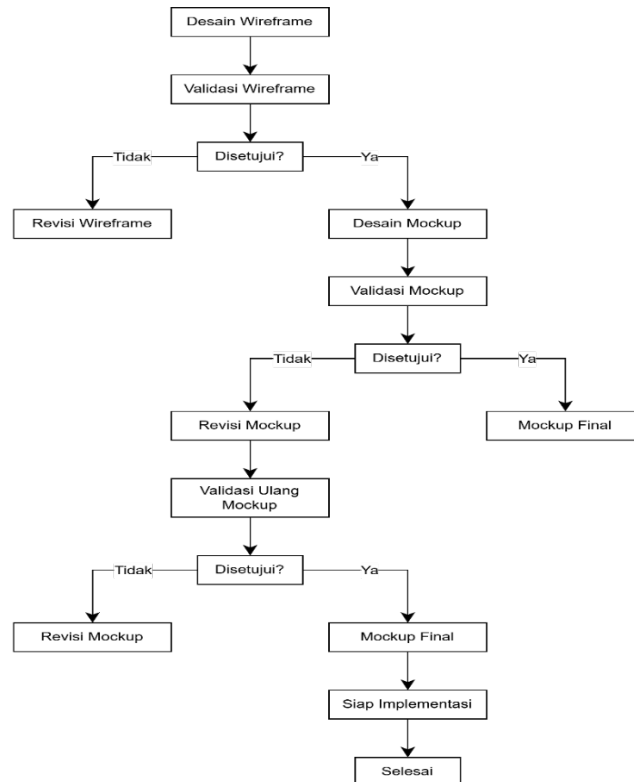 Desain Wireframe
Validasi Wireframe
Tidak
Disetujui?
Ya
Revisi Wireframe
Desain Mockup
Validasi Mockup
Tidak
Disetujui?
Ya
Revisi Mockup
Mockup Final
Validasi Ulang
Mockup
Tidak
Disetujui?
Ya
Revisi Mockup
Mockup Final
Siap Implementasi
Selesai